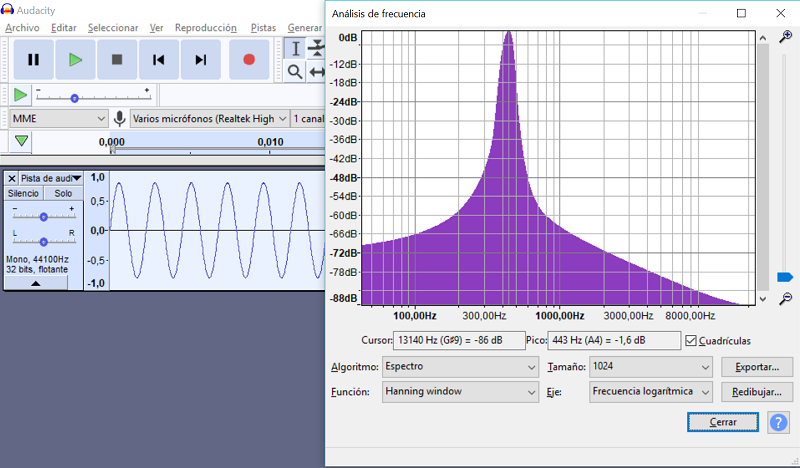 Audacity
Archivo Editar Seleccionar Ver Reproducción Pistas Generar
MME Varios micrófonos (Realtek High 1 canal
0,000 0,010
Pista de audi
Silencio Solo
- +
L R
Mono, 44100Hz
32 bits, flotante
1,0
0,5
0,0
-0,5
-1,0
Análisis de frecuencia
0dB
-12dB
-18dB
-24dB
-30dB
-36dB
-42dB
-48dB
-54dB
-60dB
-66dB
-72dB
-78dB
-88dB
100,00Hz 300,00Hz 1000,00Hz 3000,00Hz 8000,00Hz
Cursor: 13140 Hz (G#9) = -86 dB Pico: 443 Hz (A4) = -1,6 dB Cuadrículas
Algoritmo: Espectro Tamaño: 1024 Exportar...
Función: Hanning window Eje: Frecuencia logarítmica Redibujar...
Cerrar ?